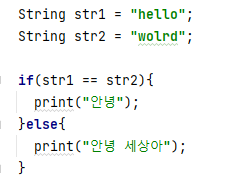 String str1 = "hello";
String str2 = "wolrd";
if(str1 == str2){
print("안녕");
}else{
print("안녕 세상아");
}